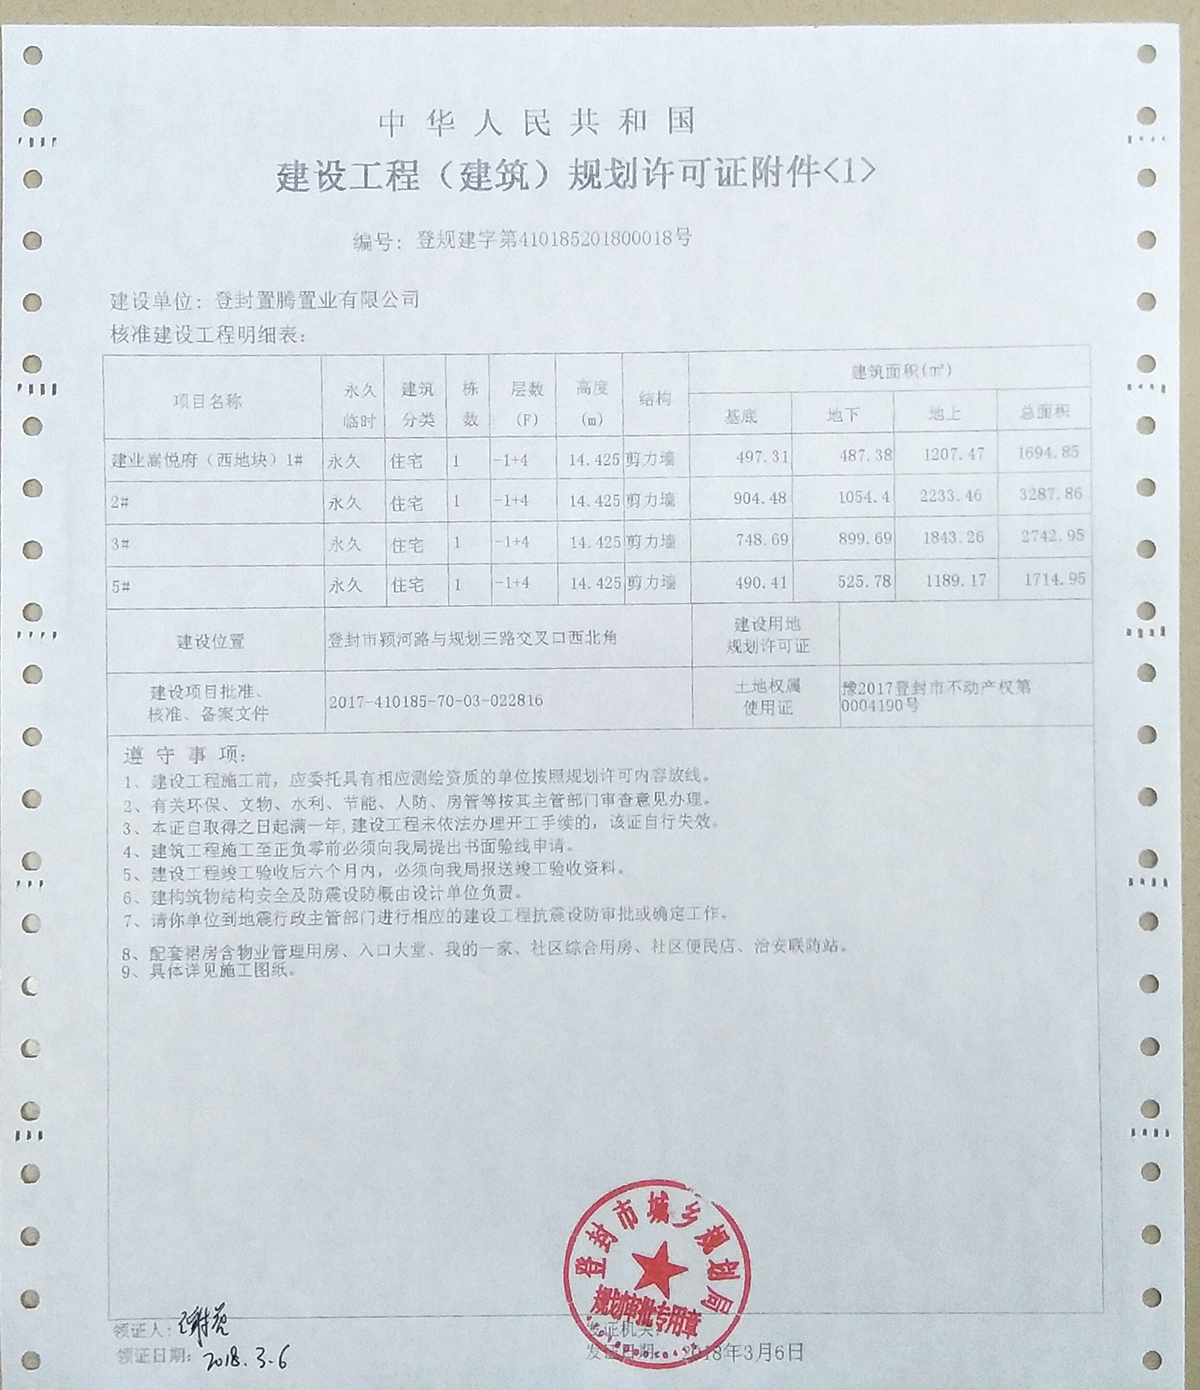 中华人民共和国
建设工程（建筑）规划许可证附件<1>
编号：登规建字第410185201800018号
建设单位：登封置腾置业有限公司
核准建设工程明细表：
项目名称 永久临时 建筑分类 栋数 层数(F) 高度(m) 结构 建筑面积(㎡)
基底 地下 地上 总面积
建业嵩悦府（西地块）1# 永久 住宅 1 -1+4 14.425 剪力墙 497.31 487.38 1207.47 1694.85
2# 永久 住宅 1 -1+4 14.425 剪力墙 904.48 1054.4 2233.46 3287.86
3# 永久 住宅 1 -1+4 14.425 剪力墙 748.69 899.69 1843.26 2742.95
5# 永久 住宅 1 -1+4 14.425 剪力墙 490.41 525.78 1189.17 1714.95
建设位置 登封市颍河路与规划三路交叉口西北角 建设用地规划许可证
建设项目批准、核准、备案文件 2017-410185-70-03-022816 土地权属使用证 豫2017登封市不动产权第0004190号
遵守事项：
1、建设工程施工前，应委托具有相应测绘资质的单位按照规划许可内容放线。
2、有关环保、文物、水利、节能、人防、房管等按其主管部门审查意见办理。
3、本证自取得之日起满一年,建设工程未依法办理开工手续的，该证自行失效。
4、建筑工程施工至正负零前必须向我局提出书面验线申请。
5、建设工程竣工验收后六个月内，必须向我局报送竣工验收资料。
6、建构筑物结构安全及防震设防概由设计单位负责。
7、请你单位到地震行政主管部门进行相应的建设工程抗震设防审批或确定工作。
8、配套裙房含物业管理用房、入口大堂、我的一家、社区综合用房、社区便民店、治安联防站。
9、具体详见施工图纸。
登封市城乡规划局
规划审批专用章
领证人：
发证机关：
领证日期：2018.3.6
发证日期：2018年3月6日